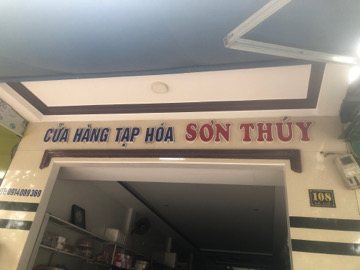 CỬA HÀNG TẠP HÓA SƠN THỦY
108